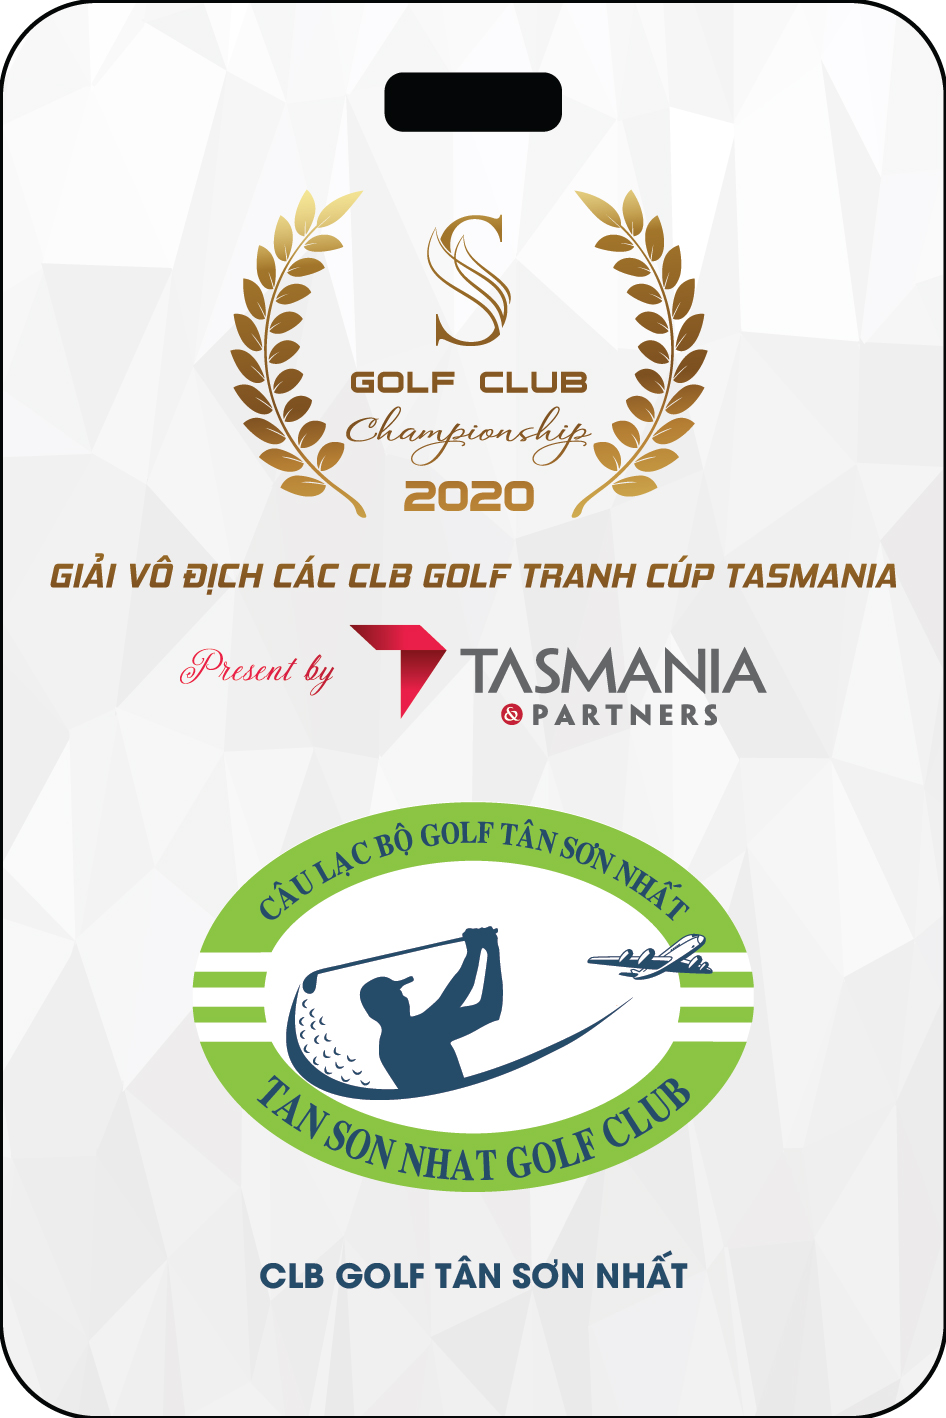 S
GOLF CLUB
Championship
2020
GIẢI VÔ ĐỊCH CÁC CLB GOLF TRANH CÚP TASMANIA
Present by
TASMANIA
& PARTNERS
CÂU LẠC BỘ GOLF TÂN SƠN NHẤT
TAN SON NHAT GOLF CLUB
CLB GOLF TÂN SƠN NHẤT